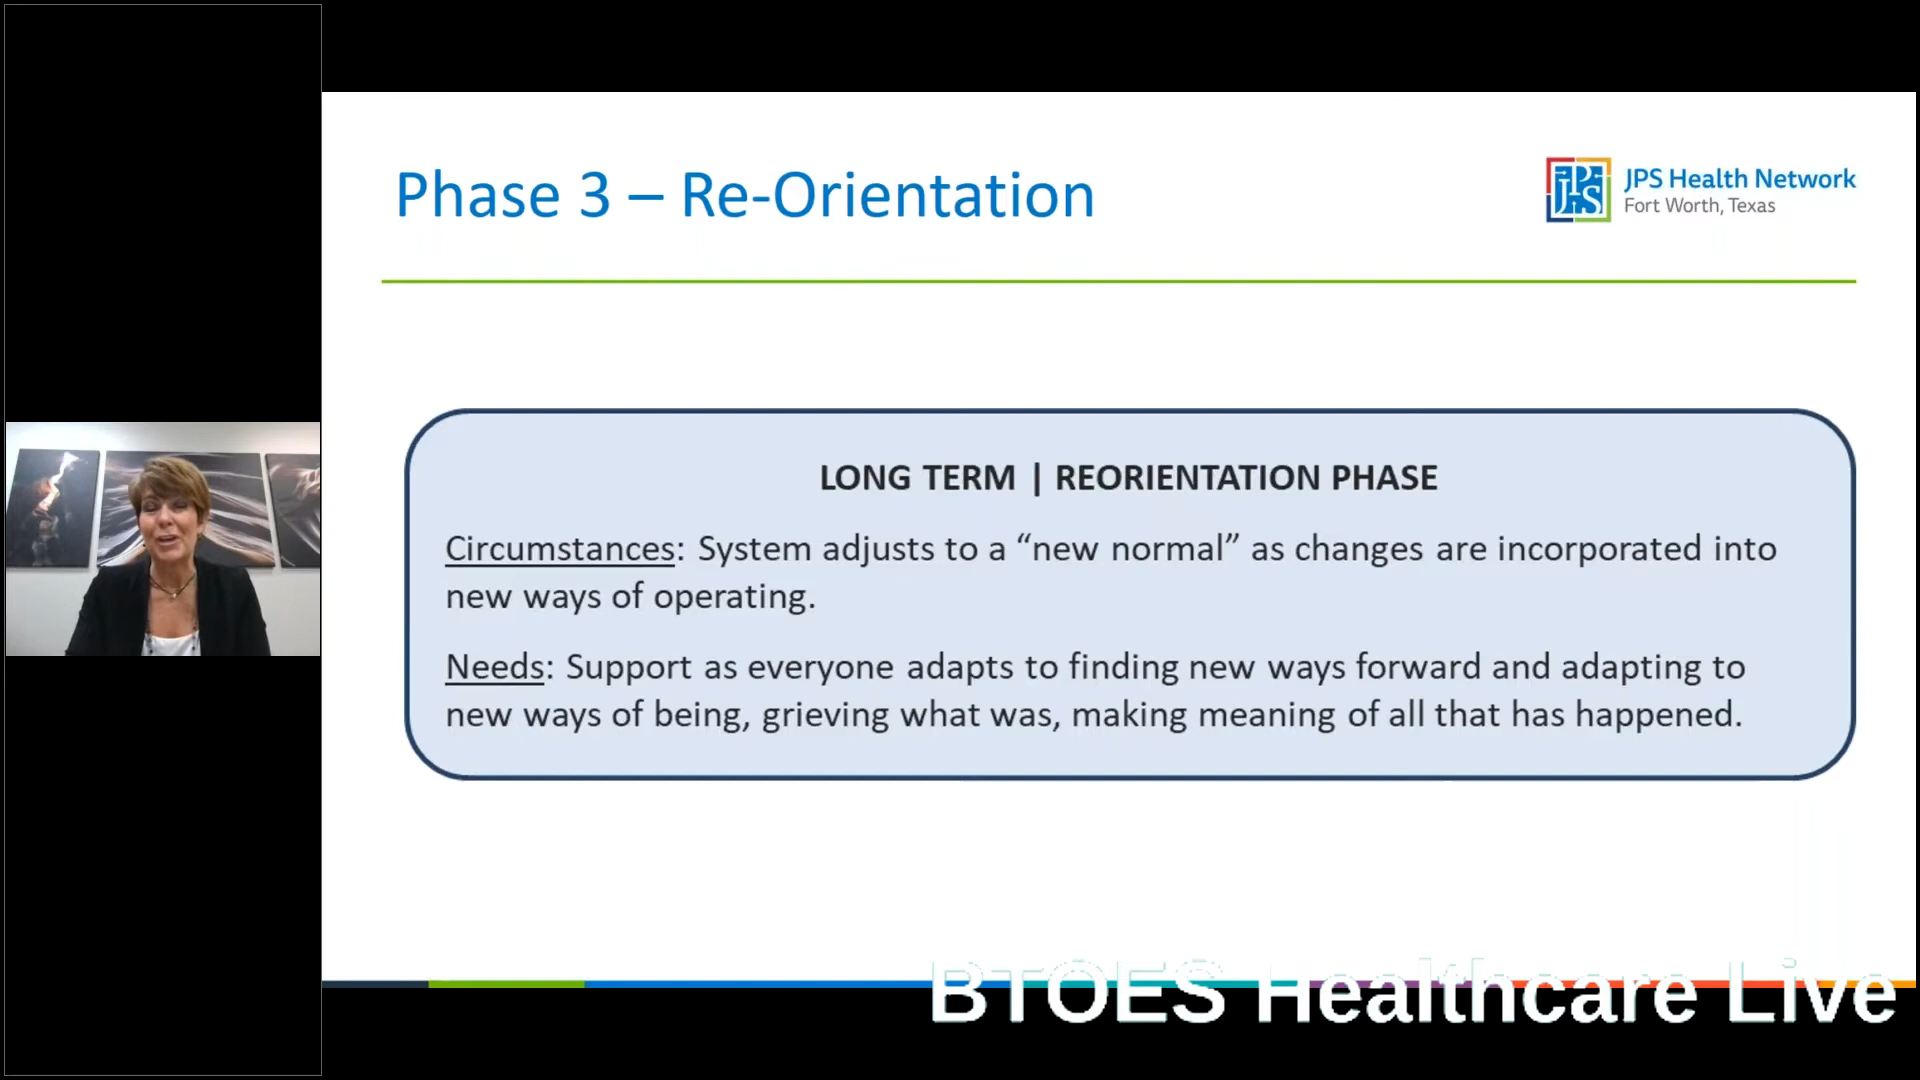 Phase 3 – Re-Orientation
JPS
JPS Health Network
Fort Worth, Texas
LONG TERM | REORIENTATION PHASE
Circumstances: System adjusts to a “new normal” as changes are incorporated into
new ways of operating.
Needs: Support as everyone adapts to finding new ways forward and adapting to
new ways of being, grieving what was, making meaning of all that has happened.
BTOES Healthcare Live